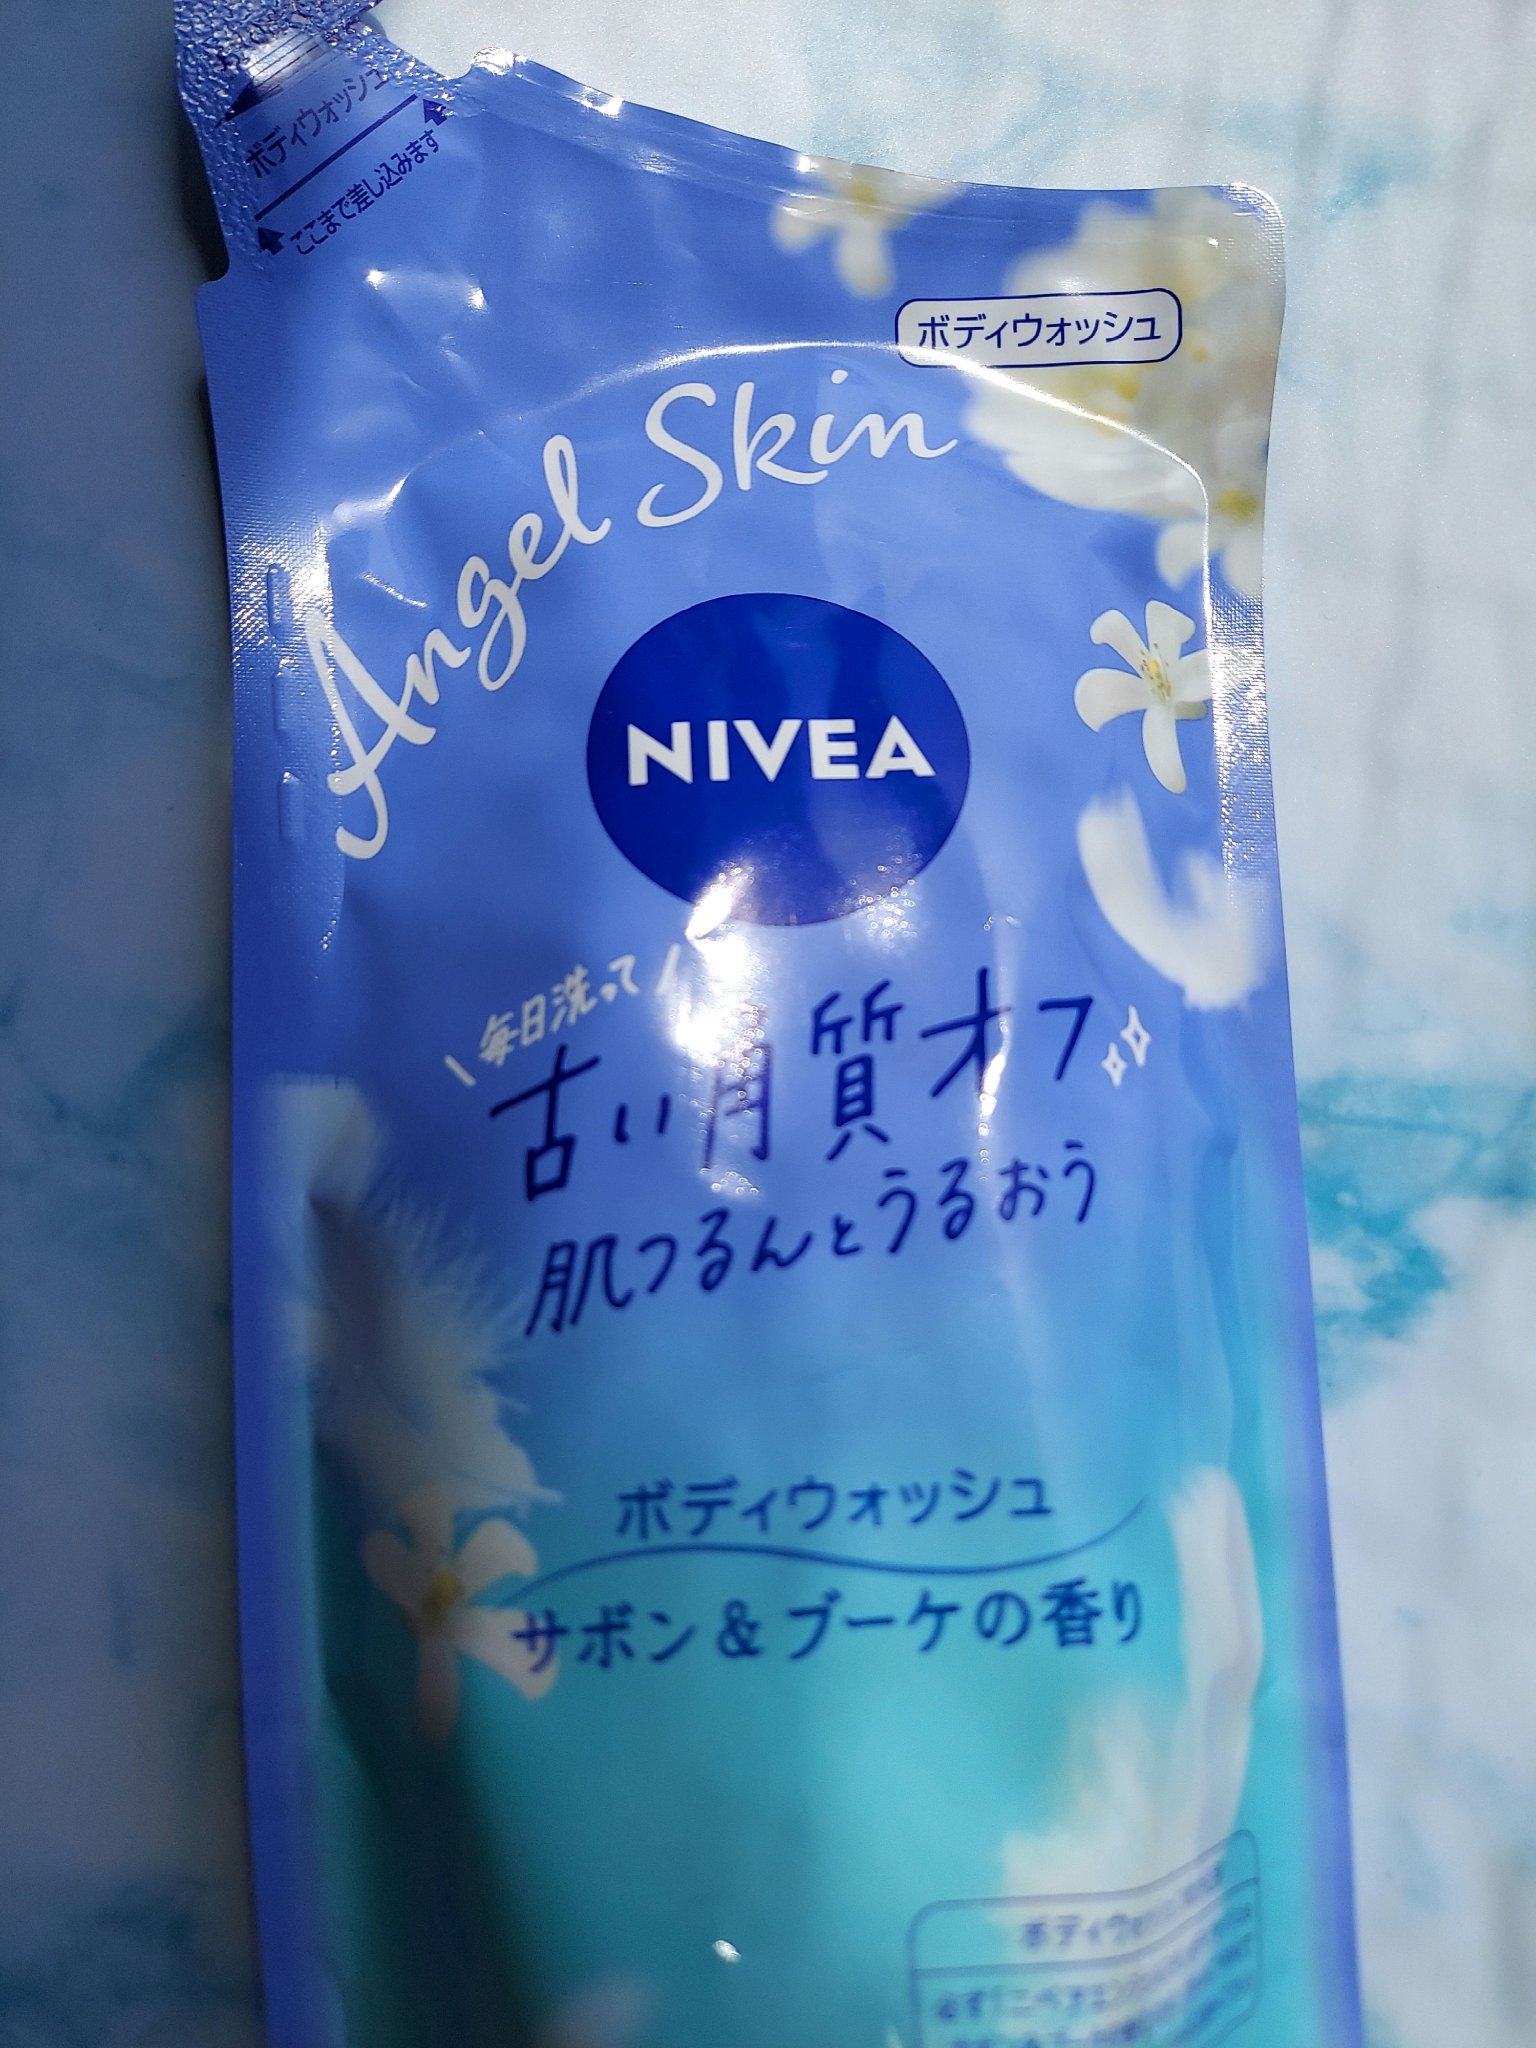 ボディウォッシュ
ここまで差し込みます
ボディウォッシュ
Angel Skin
NIVEA
\ 毎日洗って /
古い角質オフ
肌つるんとうるおう
ボディウォッシュ
サボン＆ブーケの香り